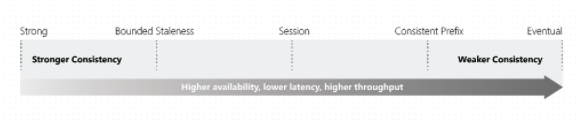 Strong Bounded Staleness Session Consistent Prefix Eventual
Stronger Consistency Weaker Consistency
Higher availability, lower latency, higher throughput